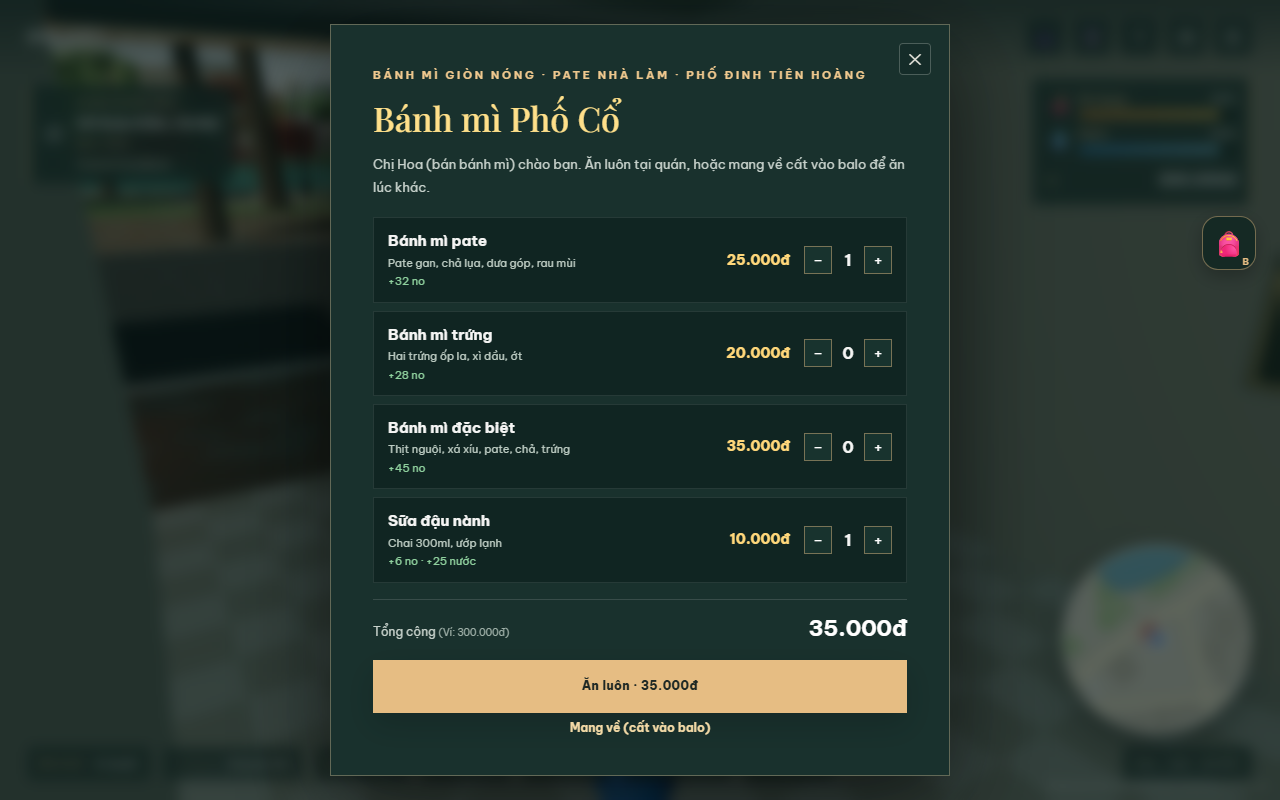 BÁNH MÌ GIÒN NÓNG · PATE NHÀ LÀM · PHỐ ĐINH TIÊN HOÀNG
Bánh mì Phố Cổ
Chị Hoa (bán bánh mì) chào bạn. Ăn luôn tại quán, hoặc mang về cất vào balo để ăn
lúc khác.
Bánh mì pate
Pate gan, chả lụa, dưa góp, rau mùi
+32 no
25.000đ − 1 +
Bánh mì trứng
Hai trứng ốp la, xì dầu, ớt
+28 no
20.000đ − 0 +
Bánh mì đặc biệt
Thịt nguội, xá xíu, pate, chả, trứng
+45 no
35.000đ − 0 +
Sữa đậu nành
Chai 300ml, ướp lạnh
+6 no · +25 nước
10.000đ − 1 +
Tổng cộng (Ví: 300.000đ) 35.000đ
Ăn luôn · 35.000đ
Mang về (cất vào balo)
B